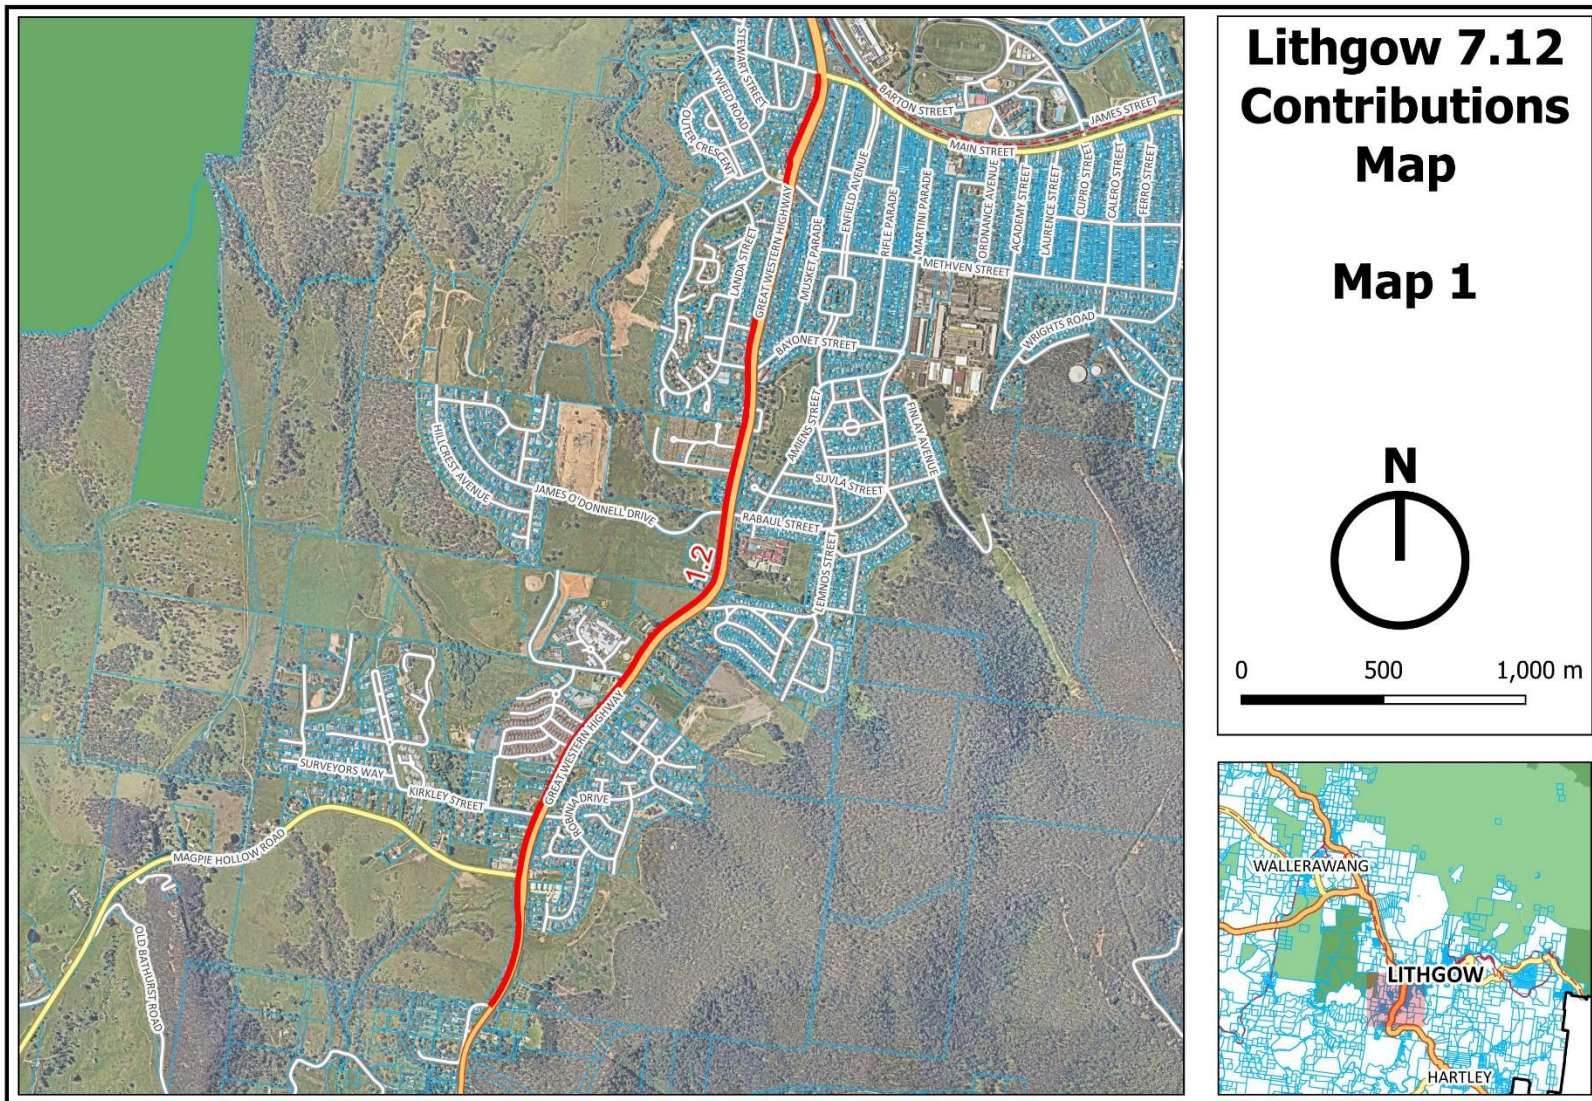 Lithgow 7.12
Contributions
Map
Map 1
N
0 500 1,000 m
STEWART STREET
TWEED ROAD
OUTER CRESCENT
BARTON STREET
JAMES STREET
MAIN STREET
GREAT WESTERN HIGHWAY
LANDA STREET
MUSKET PARADE
ENFIELD AVENUE
RIFLE PARADE
MARTINI PARADE
ORDNANCE AVENUE
ACADEMY STREET
LAURENCE STREET
CUPRO STREET
CALERO STREET
FERRO STREET
METHVEN STREET
WRIGHTS ROAD
BAYONET STREET
AMIENS STREET
FINLAY AVENUE
SUVLA STREET
HILLCREST AVENUE
JAMES O'DONNELL DRIVE
RABAUL STREET
1.2
LEMNOS STREET
GREAT WESTERN HIGHWAY
SURVEYORS WAY
KIRKLEY STREET
ROBINIA DRIVE
MAGPIE HOLLOW ROAD
OLD BATHURST ROAD
WALLERAWANG
LITHGOW
HARTLEY